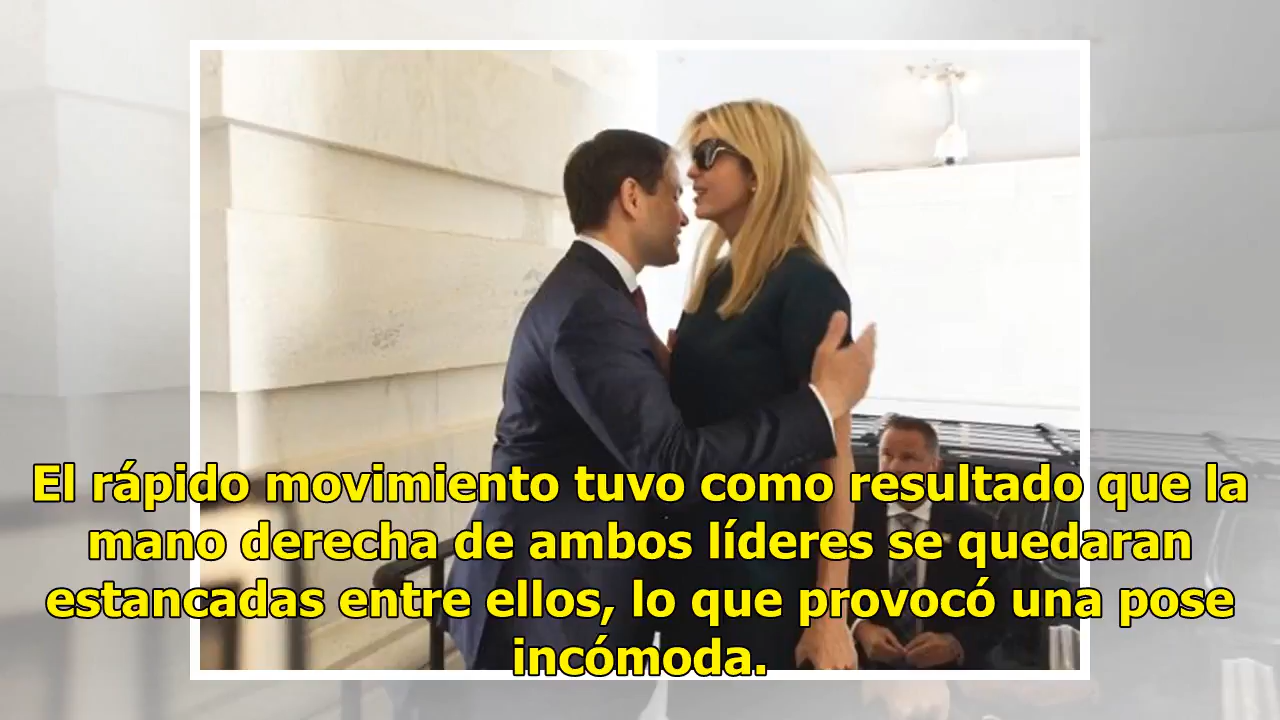 El rápido movimiento tuvo como resultado que la
mano derecha de ambos líderes se quedaran
estancadas entre ellos, lo que provocó una pose
incómoda.